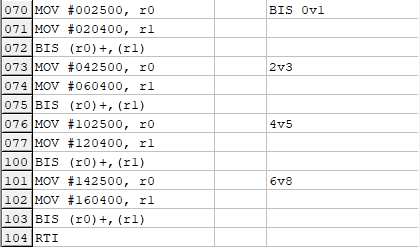 070 MOV #002500, r0 BIS 0v1
071 MOV #020400, r1
072 BIS (r0)+,(r1)
073 MOV #042500, r0 2v3
074 MOV #060400, r1
075 BIS (r0)+,(r1)
076 MOV #102500, r0 4v5
077 MOV #120400, r1
100 BIS (r0)+,(r1)
101 MOV #142500, r0 6v8
102 MOV #160400, r1
103 BIS (r0)+,(r1)
104 RTI